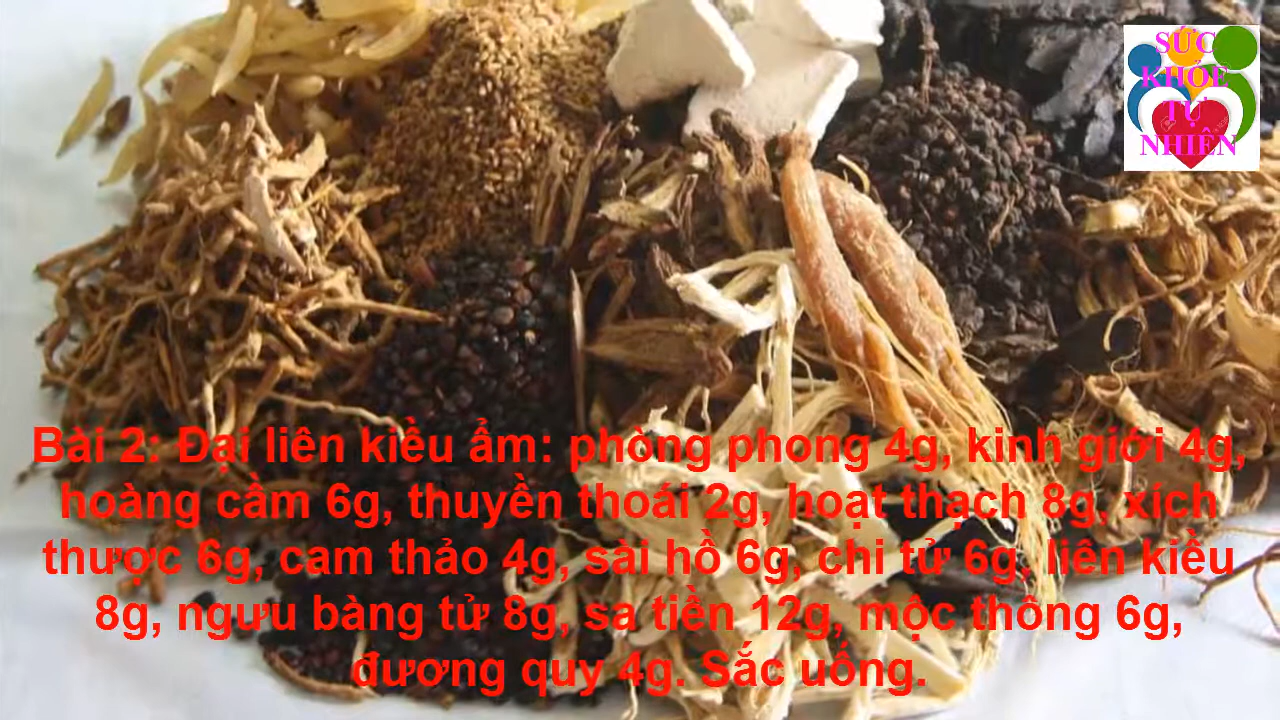 SỨC
KHỎE
TỰ
NHIÊN
Bài 2: Đại liên kiều ẩm: phòng phong 4g, kinh giới 4g,
hoàng cầm 6g, thuyền thoái 2g, hoạt thạch 8g, xích
thược 6g, cam thảo 4g, sài hồ 6g, chi tử 6g, liên kiều
8g, ngưu bàng tử 8g, sa tiền 12g, mộc thông 6g,
đương quy 4g. Sắc uống.